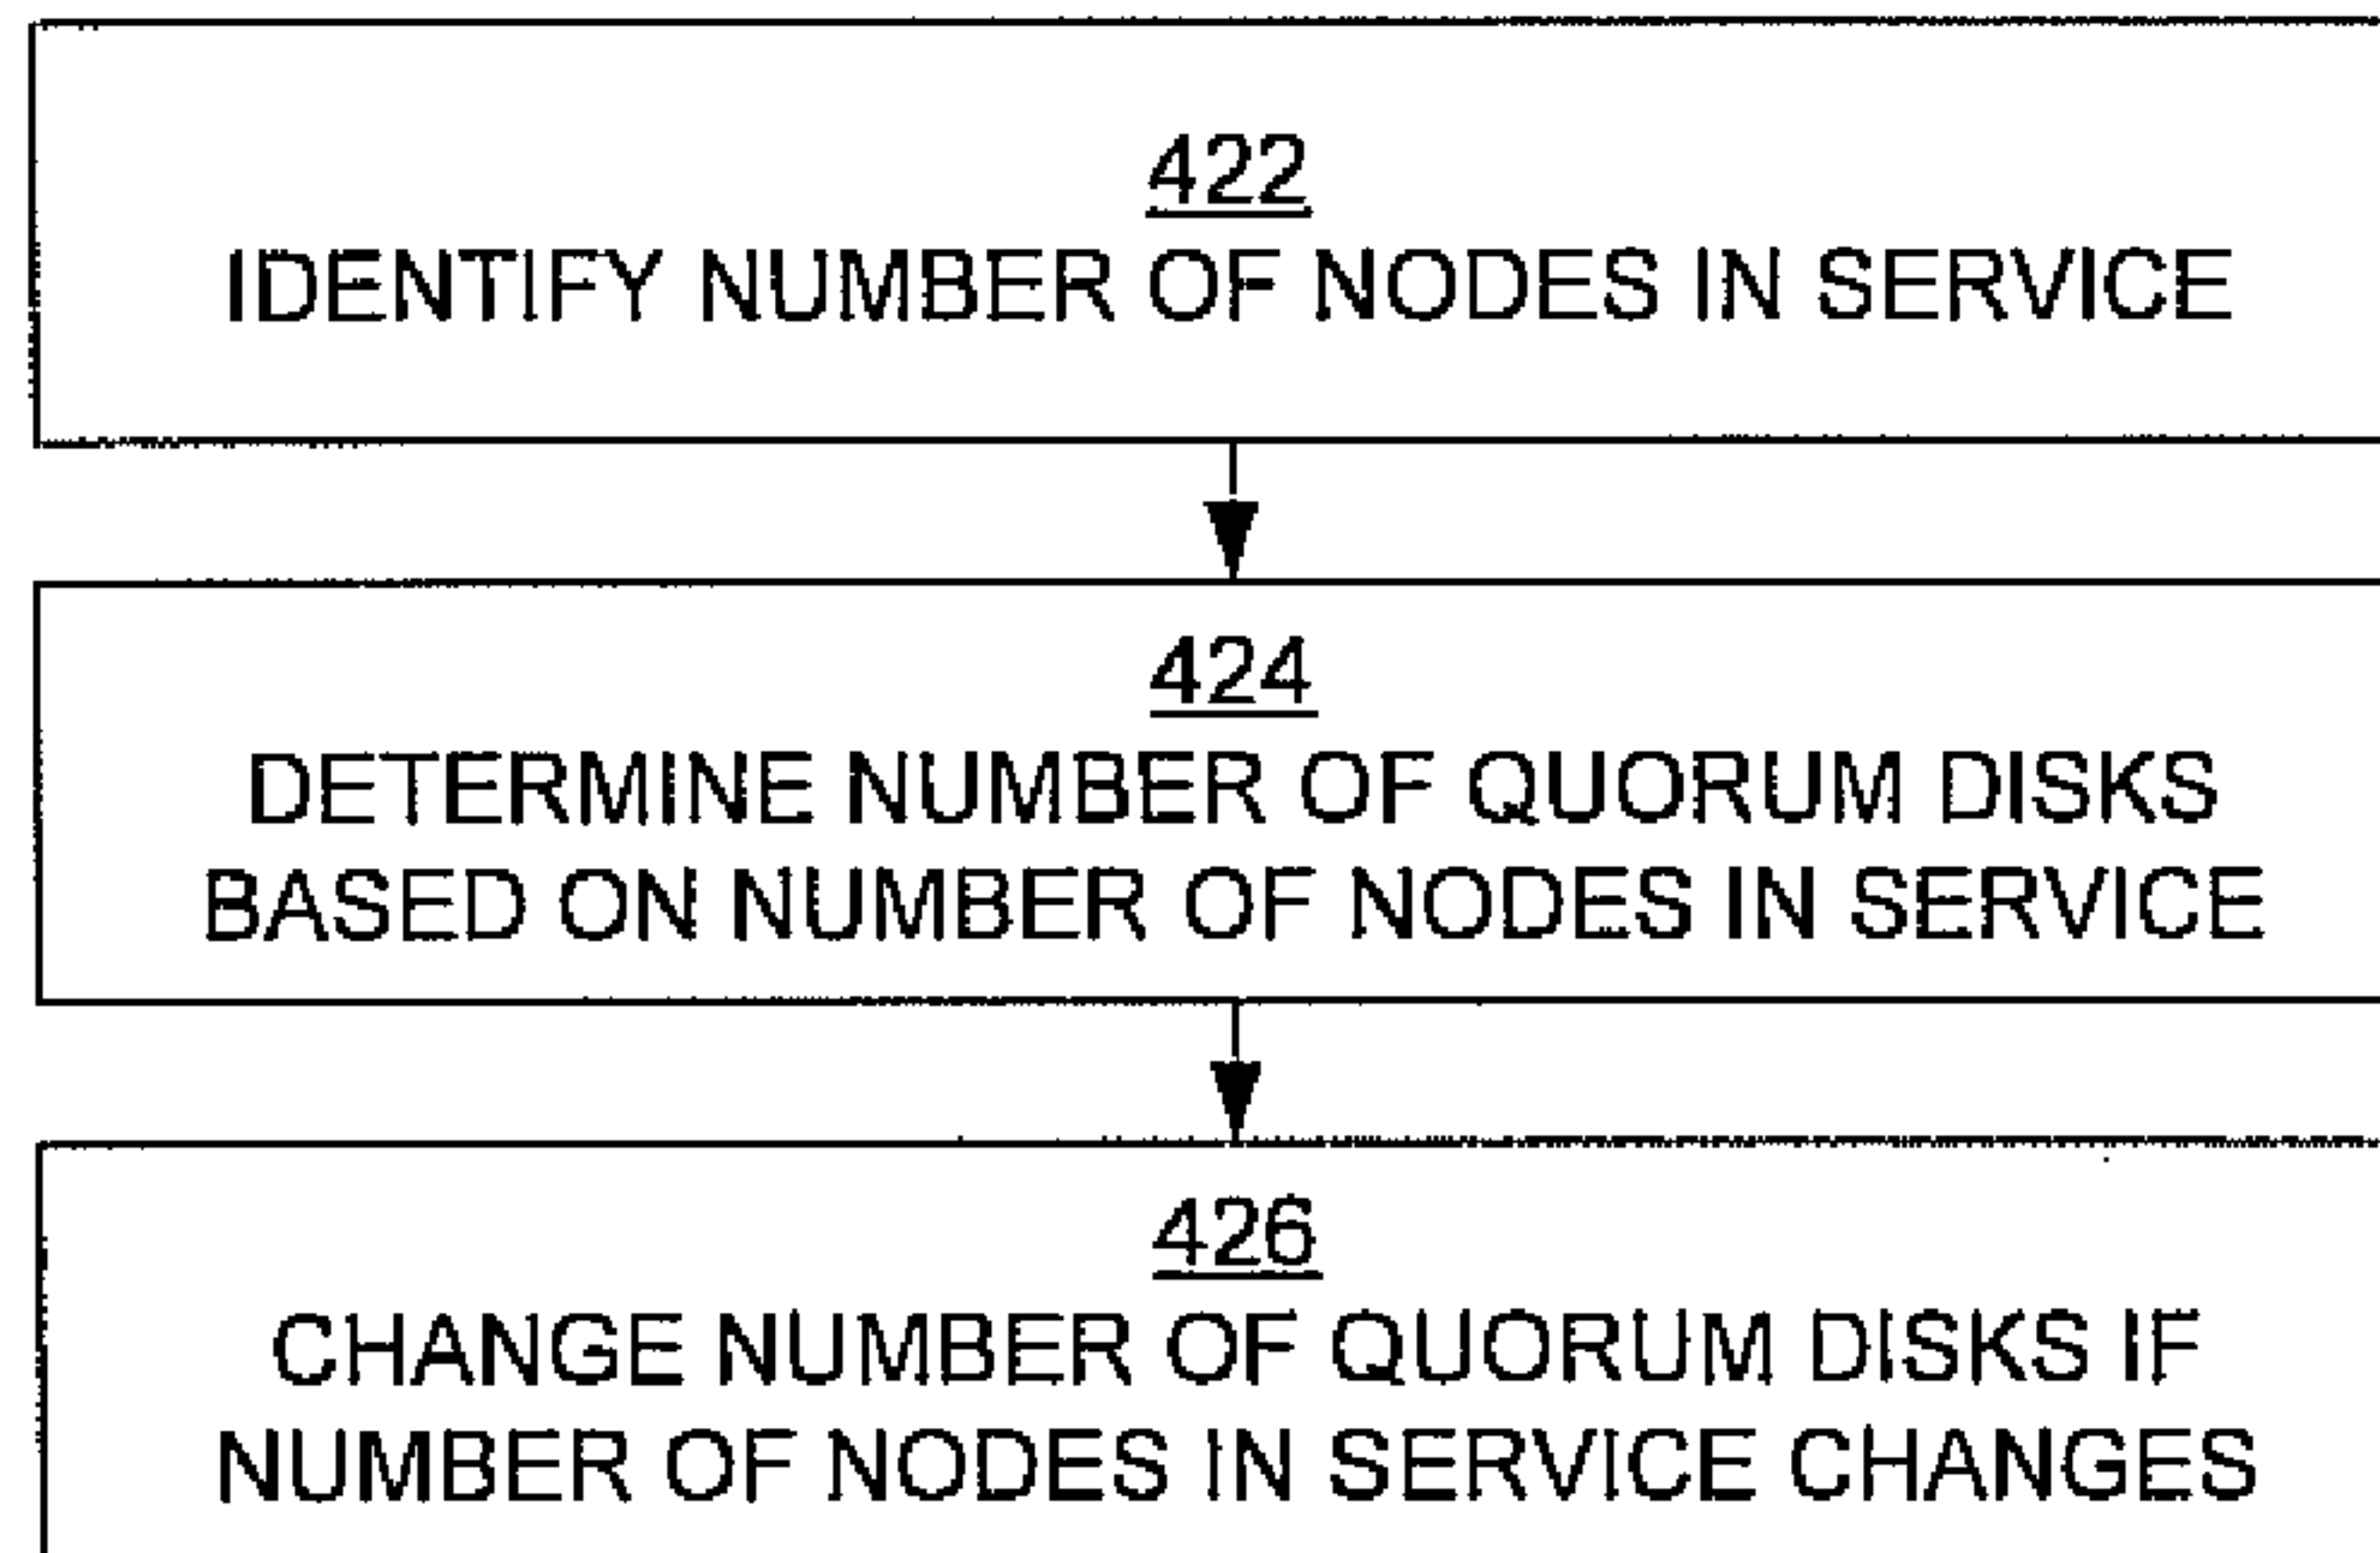 422
IDENTIFY NUMBER OF NODES IN SERVICE
424
DETERMINE NUMBER OF QUORUM DISKS
BASED ON NUMBER OF NODES IN SERVICE
426
CHANGE NUMBER OF QUORUM DISKS IF
NUMBER OF NODES IN SERVICE CHANGES